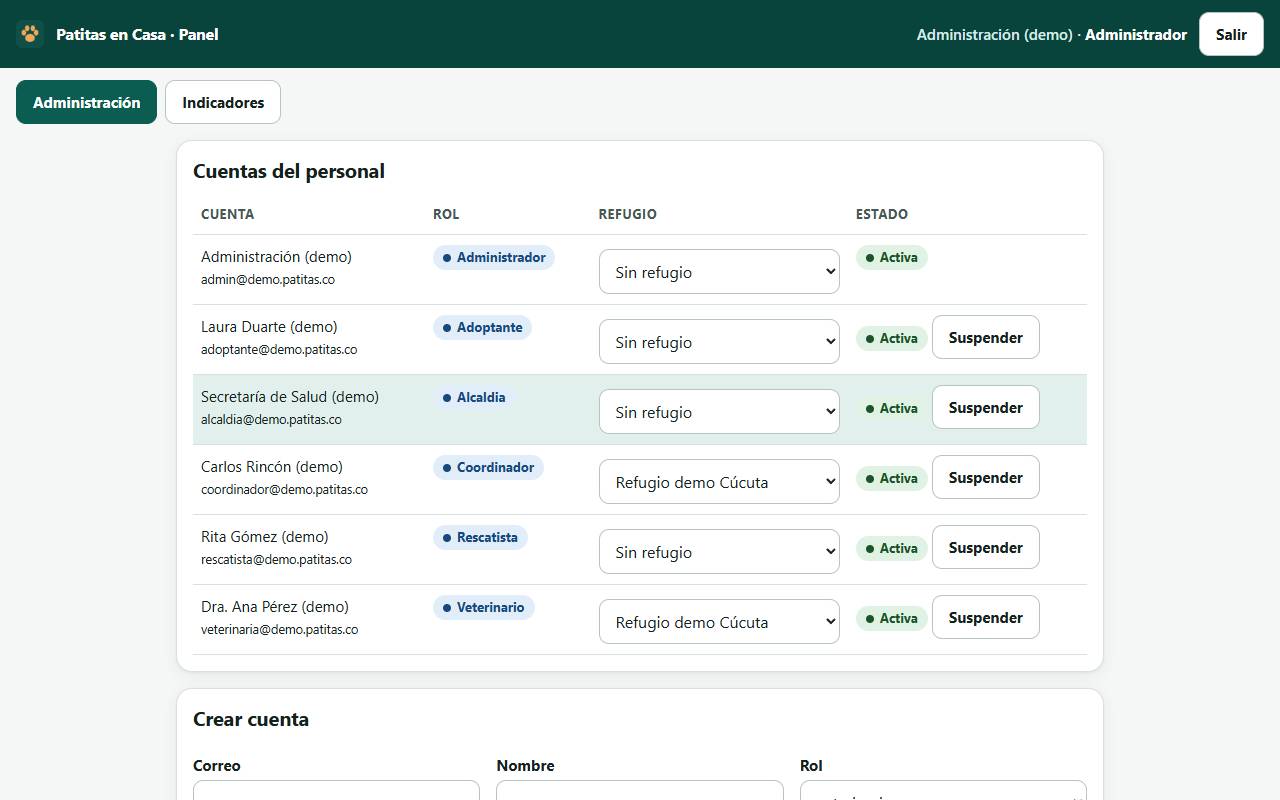 Patitas en Casa · Panel
Administración (demo) · Administrador
Salir
Administración
Indicadores
Cuentas del personal
CUENTA ROL REFUGIO ESTADO
Administración (demo)
admin@demo.patitas.co
Administrador
Sin refugio
Activa
Laura Duarte (demo)
adoptante@demo.patitas.co
Adoptante
Sin refugio
Activa
Suspender
Secretaría de Salud (demo)
alcaldia@demo.patitas.co
Alcaldia
Sin refugio
Activa
Suspender
Carlos Rincón (demo)
coordinador@demo.patitas.co
Coordinador
Refugio demo Cúcuta
Activa
Suspender
Rita Gómez (demo)
rescatista@demo.patitas.co
Rescatista
Sin refugio
Activa
Suspender
Dra. Ana Pérez (demo)
veterinaria@demo.patitas.co
Veterinario
Refugio demo Cúcuta
Activa
Suspender
Crear cuenta
Correo
Nombre
Rol